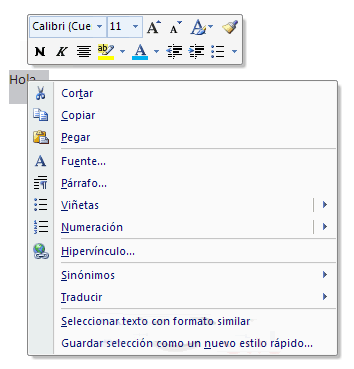 Calibri (Cue 11 A A A
N K ab A
Hola
Cortar
Copiar
Pegar
A Fuente...
Párrafo...
Viñetas
Numeración
Hipervínculo...
Sinónimos
Traducir
Seleccionar texto con formato similar
Guardar selección como un nuevo estilo rápido...